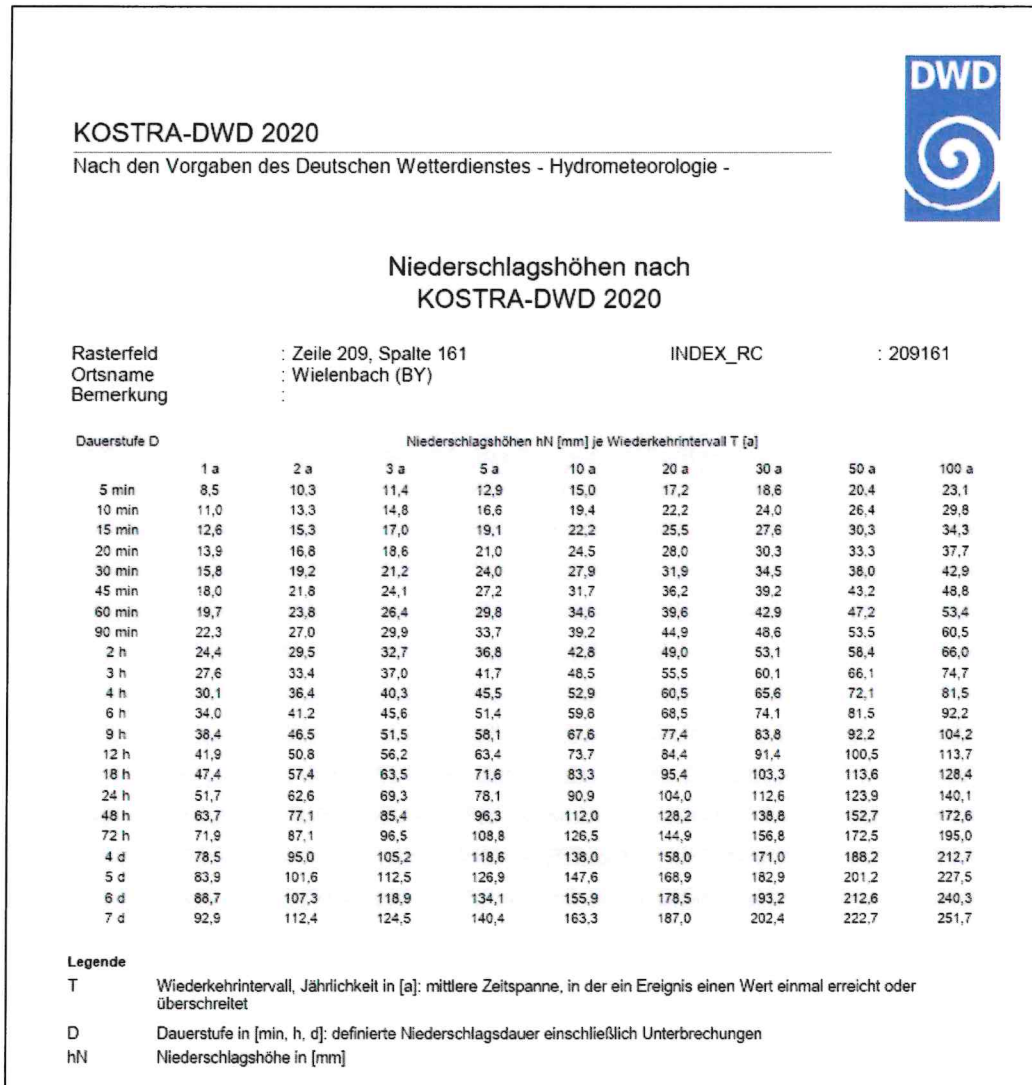 DWD
KOSTRA-DWD 2020
Nach den Vorgaben des Deutschen Wetterdienstes - Hydrometeorologie -
Niederschlagshöhen nach
KOSTRA-DWD 2020
Rasterfeld : Zeile 209, Spalte 161 INDEX_RC : 209161
Ortsname : Wielenbach (BY)
Bemerkung :
Dauerstufe D Niederschlagshöhen hN [mm] je Wiederkehrintervall T [a]
1 a 2 a 3 a 5 a 10 a 20 a 30 a 50 a 100 a
5 min 8,5 10,3 11,4 12,9 15,0 17,2 18,6 20,4 23,1
10 min 11,0 13,3 14,8 16,6 19,4 22,2 24,0 26,4 29,8
15 min 12,6 15,3 17,0 19,1 22,2 25,5 27,6 30,3 34,3
20 min 13,9 16,8 18,6 21,0 24,5 28,0 30,3 33,3 37,7
30 min 15,8 19,2 21,2 24,0 27,9 31,9 34,5 38,0 42,9
45 min 18,0 21,8 24,1 27,2 31,7 36,2 39,2 43,2 48,8
60 min 19,7 23,8 26,4 29,8 34,6 39,6 42,9 47,2 53,4
90 min 22,3 27,0 29,9 33,7 39,2 44,9 48,6 53,5 60,5
2 h 24,4 29,5 32,7 36,8 42,8 49,0 53,1 58,4 66,0
3 h 27,6 33,4 37,0 41,7 48,5 55,5 60,1 66,1 74,7
4 h 30,1 36,4 40,3 45,5 52,9 60,5 65,6 72,1 81,5
6 h 34,0 41,2 45,6 51,4 59,8 68,5 74,1 81,5 92,2
9 h 38,4 46,5 51,5 58,1 67,6 77,4 83,8 92,2 104,2
12 h 41,9 50,8 56,2 63,4 73,7 84,4 91,4 100,5 113,7
18 h 47,4 57,4 63,5 71,6 83,3 95,4 103,3 113,6 128,4
24 h 51,7 62,6 69,3 78,1 90,9 104,0 112,6 123,9 140,1
48 h 63,7 77,1 85,4 96,3 112,0 128,2 138,8 152,7 172,6
72 h 71,9 87,1 96,5 108,8 126,5 144,9 156,8 172,5 195,0
4 d 78,5 95,0 105,2 118,6 138,0 158,0 171,0 188,2 212,7
5 d 83,9 101,6 112,5 126,9 147,6 168,9 182,9 201,2 227,5
6 d 88,7 107,3 118,9 134,1 155,9 178,5 193,2 212,6 240,3
7 d 92,9 112,4 124,5 140,4 163,3 187,0 202,4 222,7 251,7
Legende
T Wiederkehrintervall, Jährlichkeit in [a]: mittlere Zeitspanne, in der ein Ereignis einen Wert einmal erreicht oder
überschreitet
D Dauerstufe in [min, h, d]: definierte Niederschlagsdauer einschließlich Unterbrechungen
hN Niederschlagshöhe in [mm]